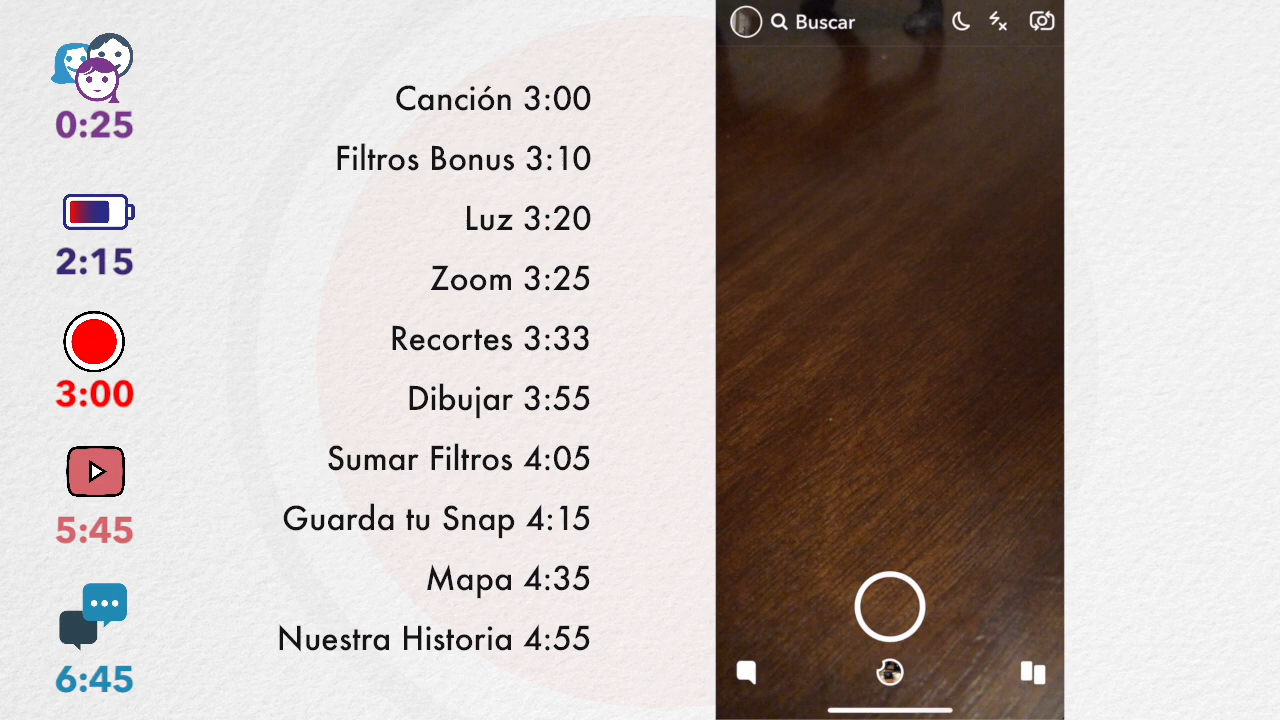 0:25
2:15
3:00
5:45
6:45
Canción 3:00
Filtros Bonus 3:10
Luz 3:20
Zoom 3:25
Recortes 3:33
Dibujar 3:55
Sumar Filtros 4:05
Guarda tu Snap 4:15
Mapa 4:35
Nuestra Historia 4:55
Buscar